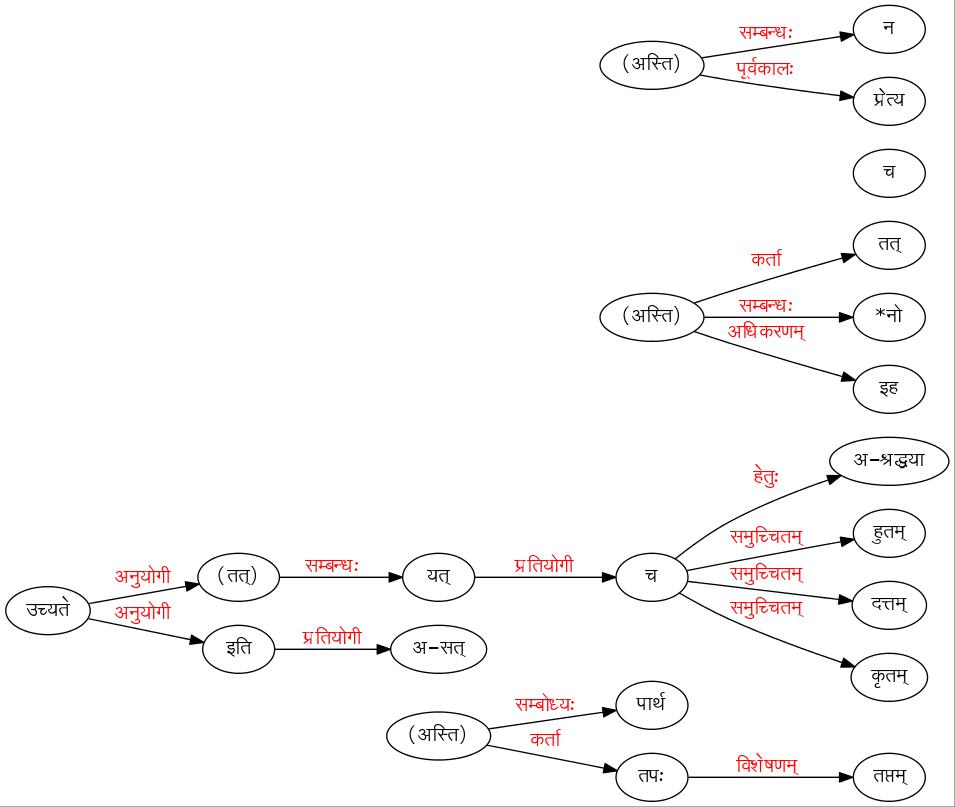 सम्बन्धः न
(अस्ति)
पूर्वकालः प्रेत्य
च
कर्ता तत्
(अस्ति) सम्बन्धः *नो
अधिकरणम् इह
हेतुः अ-श्रद्धया
समुच्चितम् हुतम्
अनुयोगी (तत्) सम्बन्धः यत् प्रतियोगी च समुच्चितम् दत्तम्
उच्यते समुच्चितम्
अनुयोगी इति प्रतियोगी अ-सत् कृतम्
सम्बोध्यः पार्थ
(अस्ति) कर्ता
तपः विशेषणम् तप्तम्